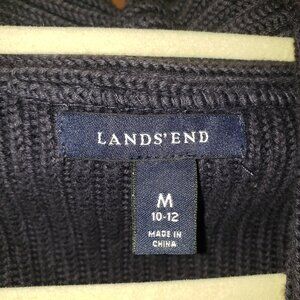 LANDS' END
M
10-12
MADE IN
CHINA